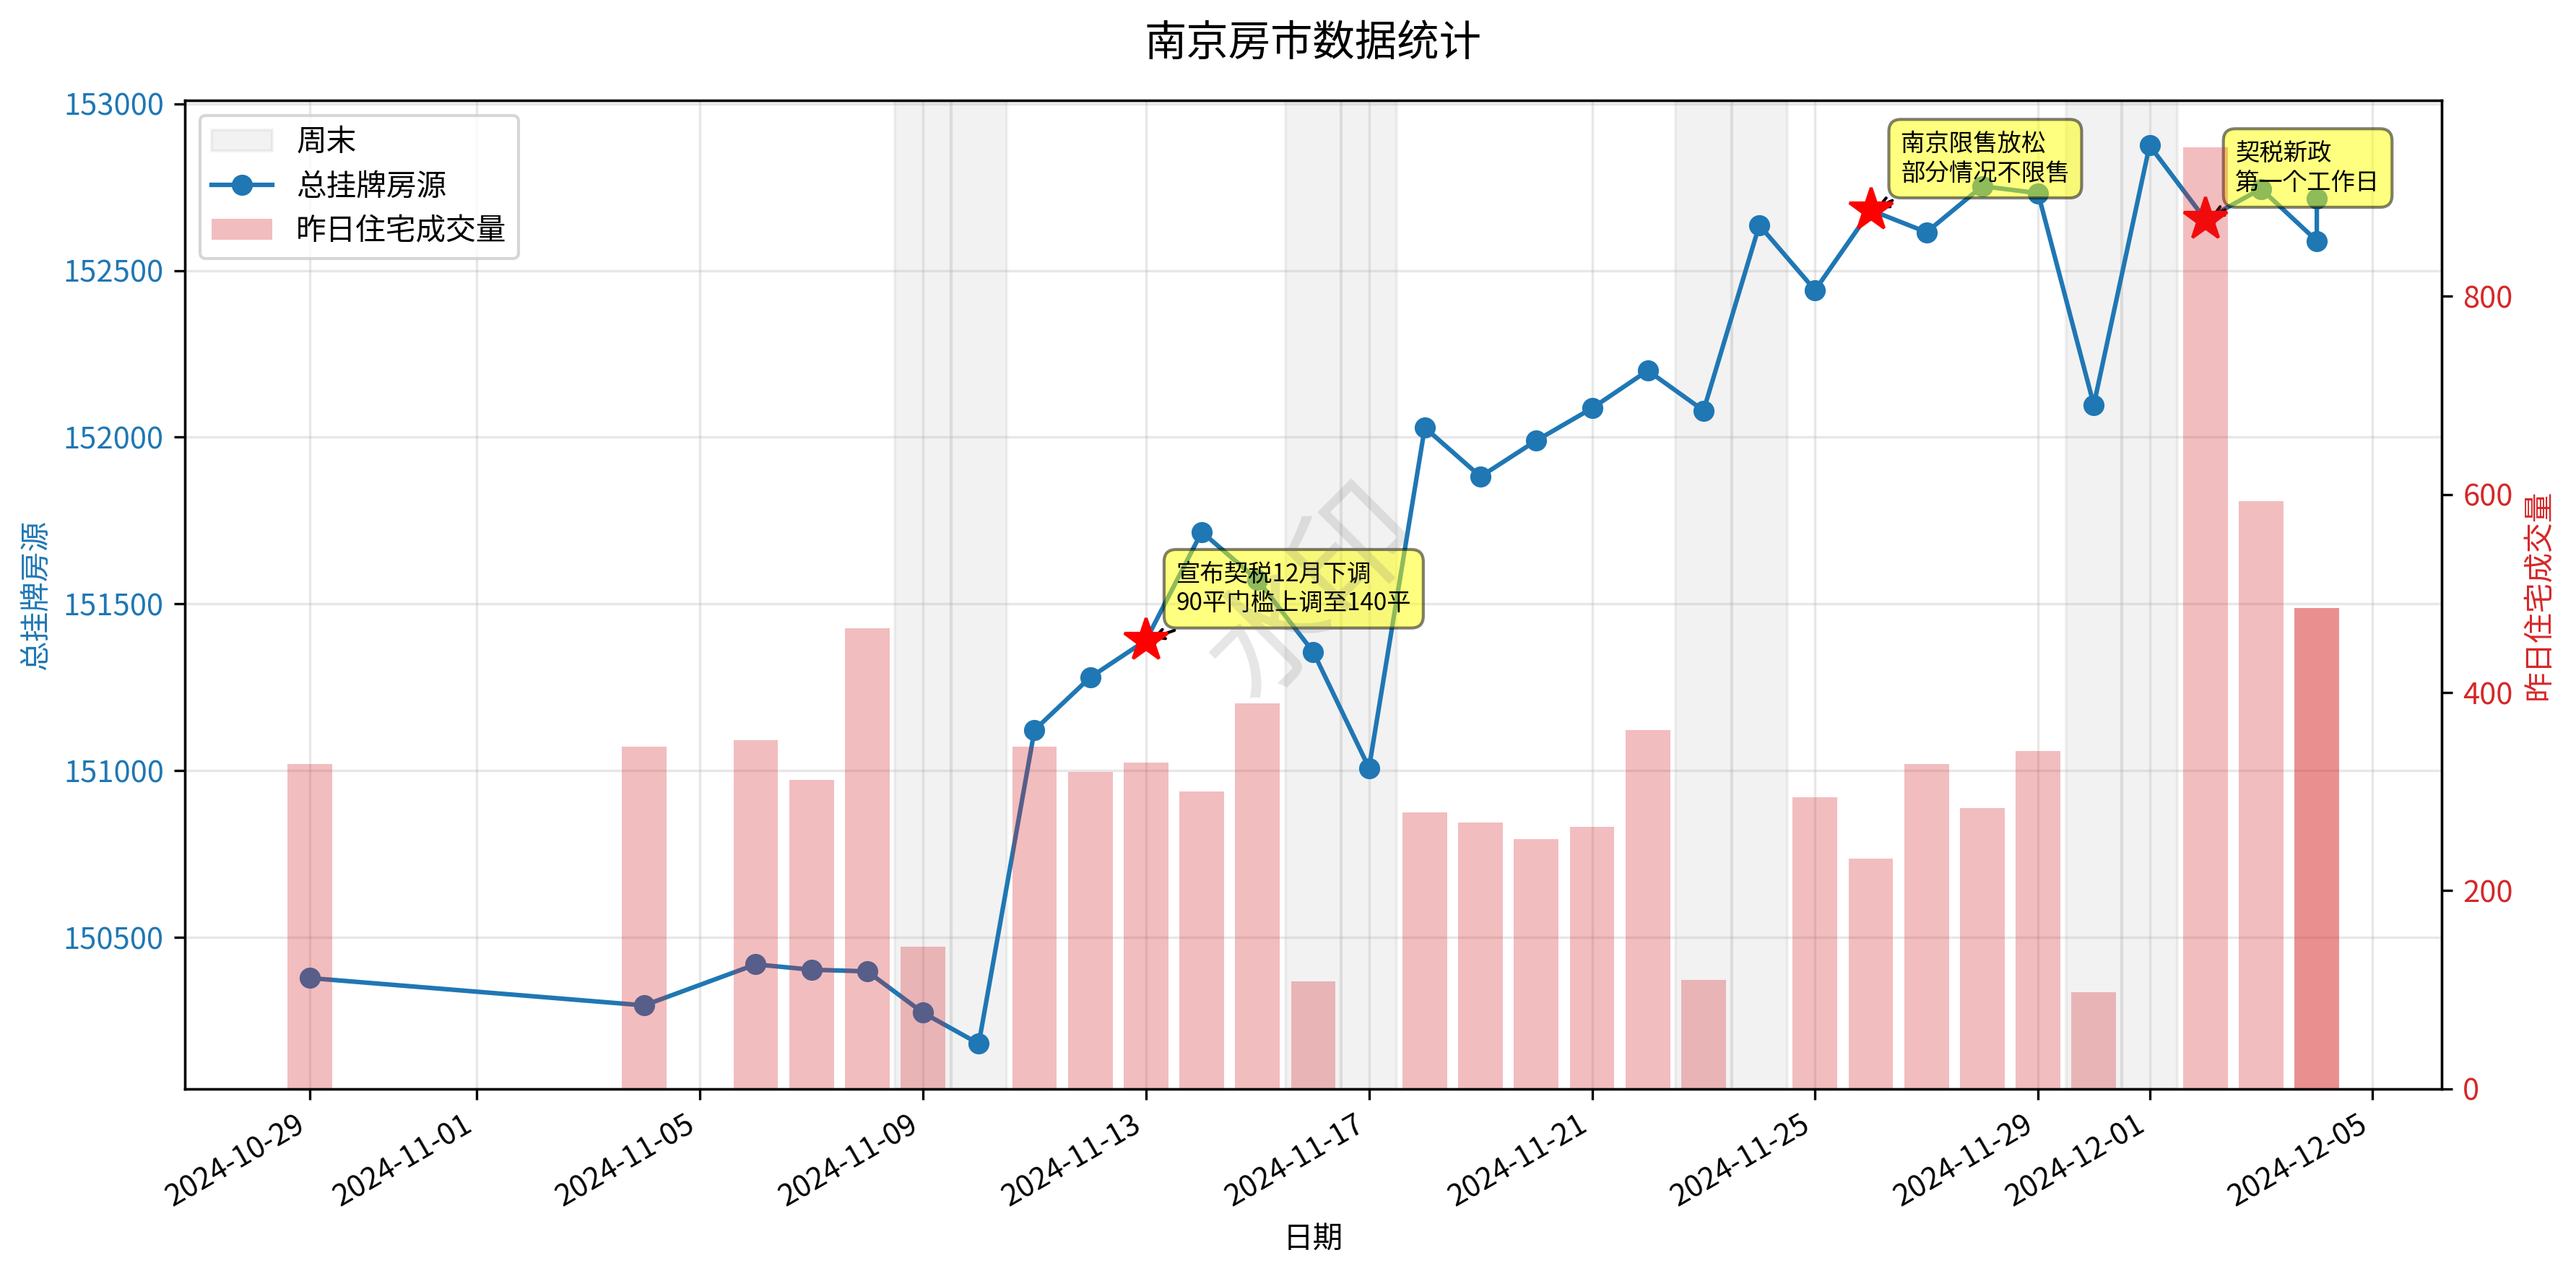 南京房市数据统计
153000
152500
152000
151500
151000
150500
总挂牌房源
周末
总挂牌房源
昨日住宅成交量
宣布契税12月下调
90平门槛上调至140平
南京限售放松
部分情况不限售
契税新政
第一个工作日
水印
800
600
400
200
0
昨日住宅成交量
2024-10-29
2024-11-01
2024-11-05
2024-11-09
2024-11-13
2024-11-17
2024-11-21
2024-11-25
2024-11-29
2024-12-01
2024-12-05
日期